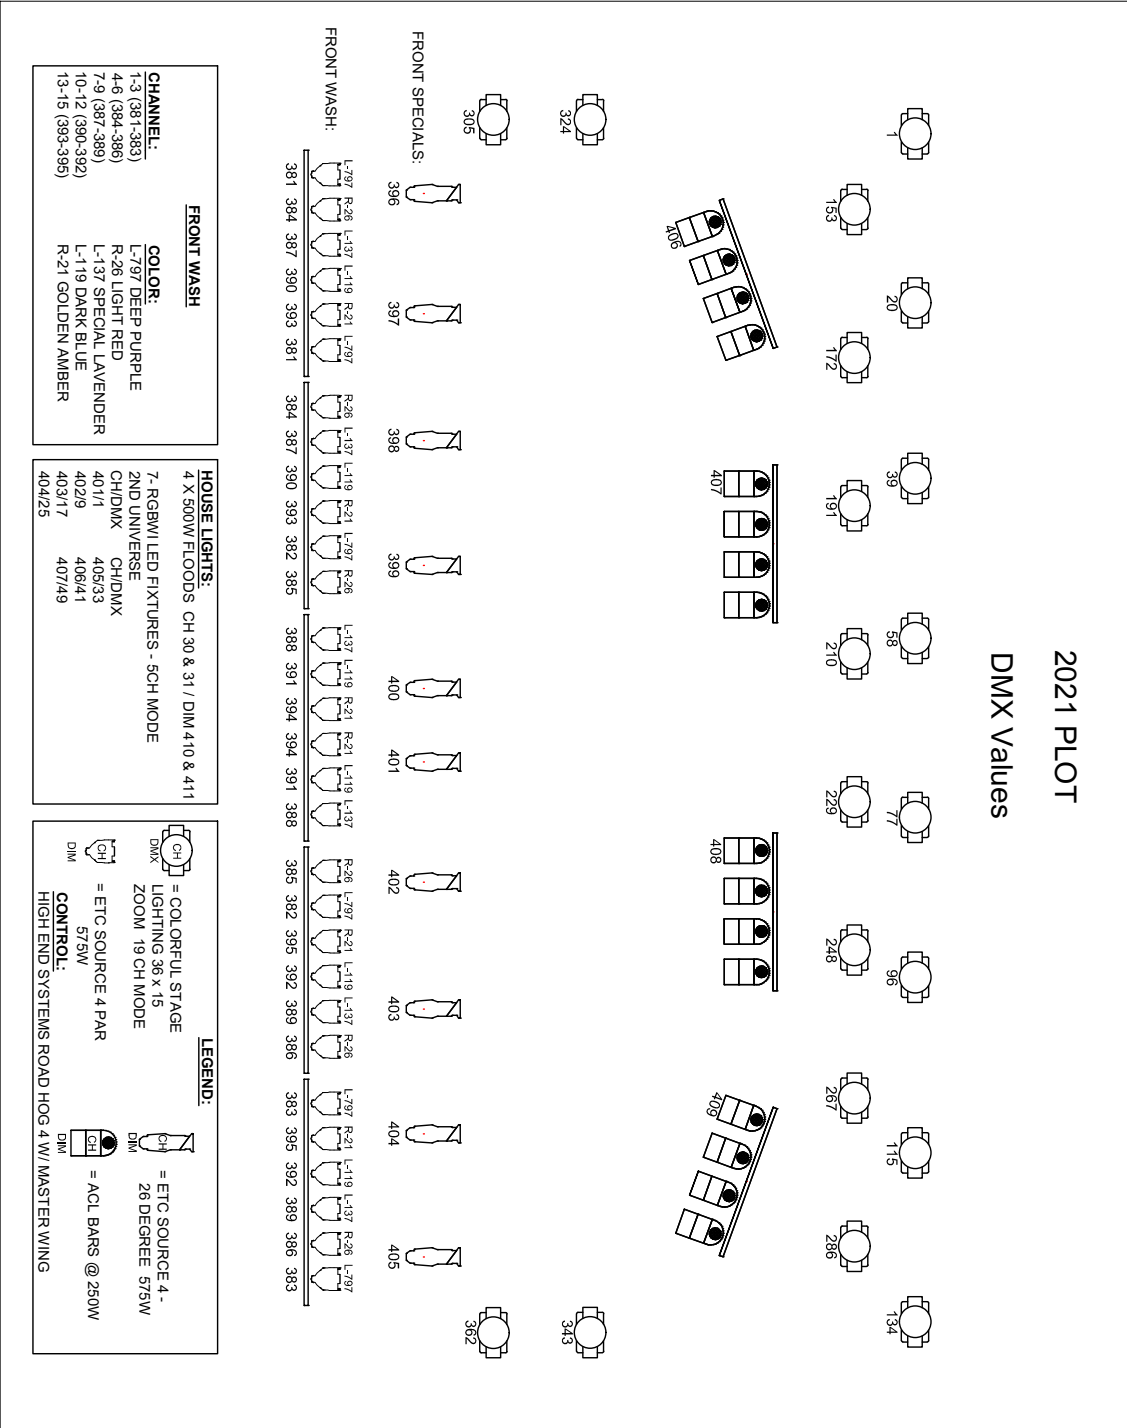 2021 PLOT
DMX Values
1 20 39 58 77 96 115 134
153 172 191 210 229 248 267 286
406 407 408 409
324 343
305 362
FRONT SPECIALS:
396 397 398 399 400 401 402 403 404 405
FRONT WASH:
L-797 R-26 L-137 L-119 R-21 L-797 R-26 L-137 L-119 R-21 L-797 R-26 L-137 L-119 R-21 R-21 L-119 L-137 R-26 L-797 R-21 L-119 L-137 R-26 L-797 R-21 L-119 L-137 R-26 L-797
381 384 387 390 393 381 384 387 390 393 382 385 388 391 394 394 391 388 385 382 395 392 389 386 383 395 392 389 386 383
FRONT WASH
CHANNEL: COLOR:
1-3 (381-383) L-797 DEEP PURPLE
4-6 (384-386) R-26 LIGHT RED
7-9 (387-389) L-137 SPECIAL LAVENDER
10-12 (390-392) L-119 DARK BLUE
13-15 (393-395) R-21 GOLDEN AMBER
HOUSE LIGHTS:
4 X 500W FLOODS CH 30 & 31 / DIM 410 & 411
7- RGBWI LED FIXTURES - 5CH MODE
2ND UNIVERSE
CH/DMX CH/DMX
401/1 405/33
402/9 406/41
403/17 407/49
404/25
LEGEND:
CH
DMX
= COLORFUL STAGE
LIGHTING 36 x 15
ZOOM 19 CH MODE
CH
DIM
= ETC SOURCE 4 PAR
575W
CH
DIM
= ETC SOURCE 4 -
26 DEGREE 575W
CH
DIM
= ACL BARS @ 250W
CONTROL:
HIGH END SYSTEMS ROAD HOG 4 W/ MASTER WING